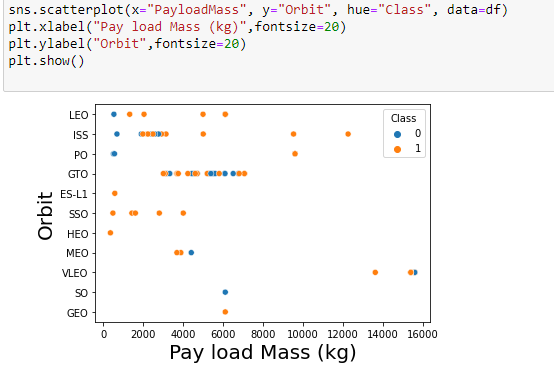 sns.scatterplot(x="PayloadMass", y="Orbit", hue="Class", data=df)
plt.xlabel("Pay load Mass (kg)",fontsize=20)
plt.ylabel("Orbit",fontsize=20)
plt.show()
Class
0
1
Orbit
LEO
ISS
PO
GTO
ES-L1
SSO
HEO
MEO
VLEO
SO
GEO
0 2000 4000 6000 8000 10000 12000 14000 16000
Pay load Mass (kg)